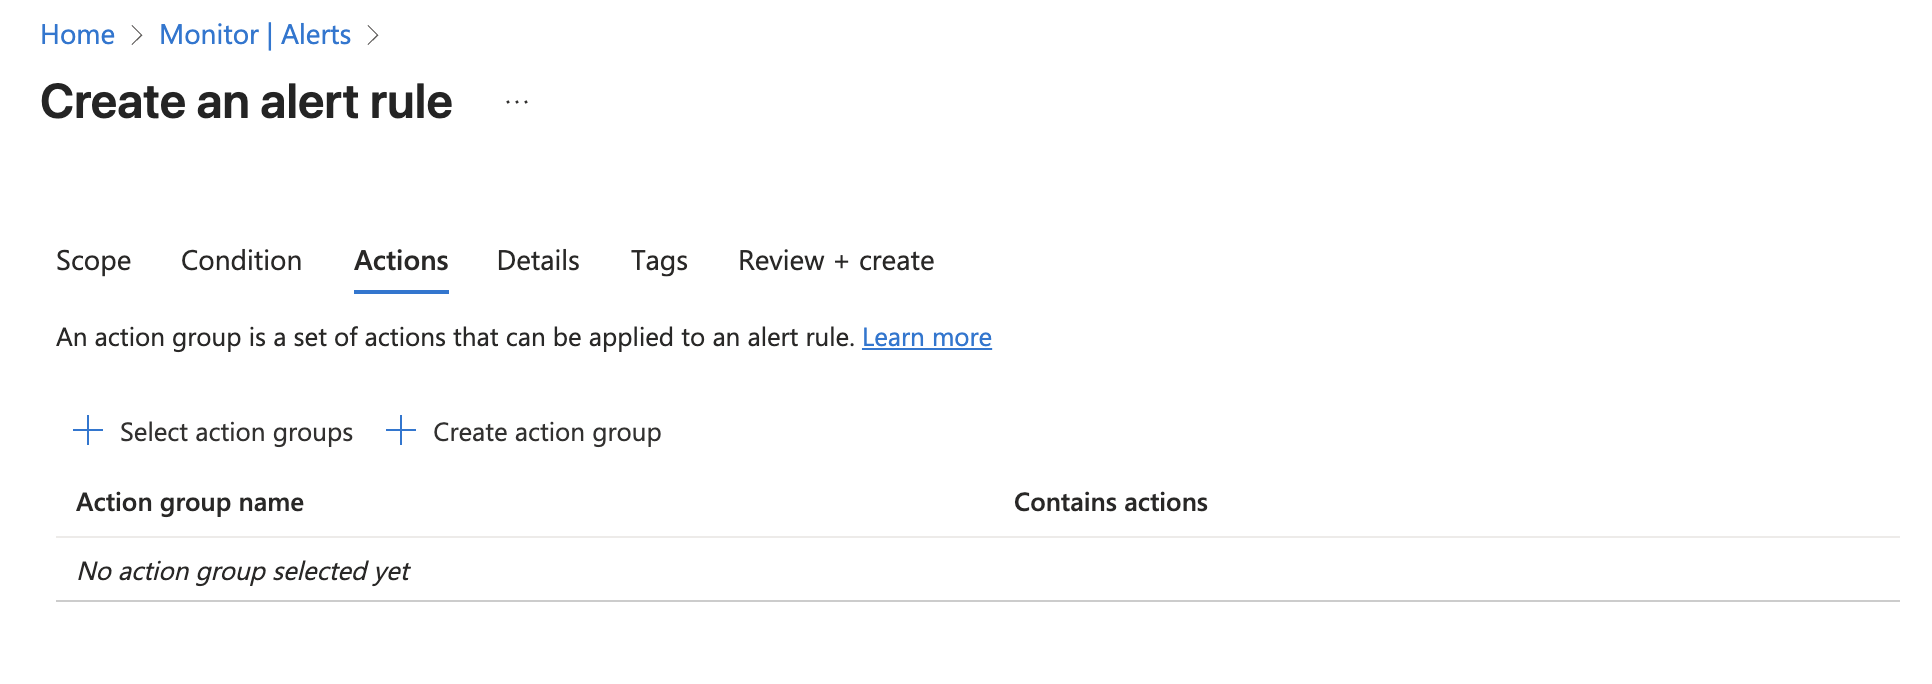 Home > Monitor | Alerts >
Create an alert rule ...
Scope Condition Actions Details Tags Review + create
An action group is a set of actions that can be applied to an alert rule. Learn more
+ Select action groups + Create action group
Action group name Contains actions
No action group selected yet